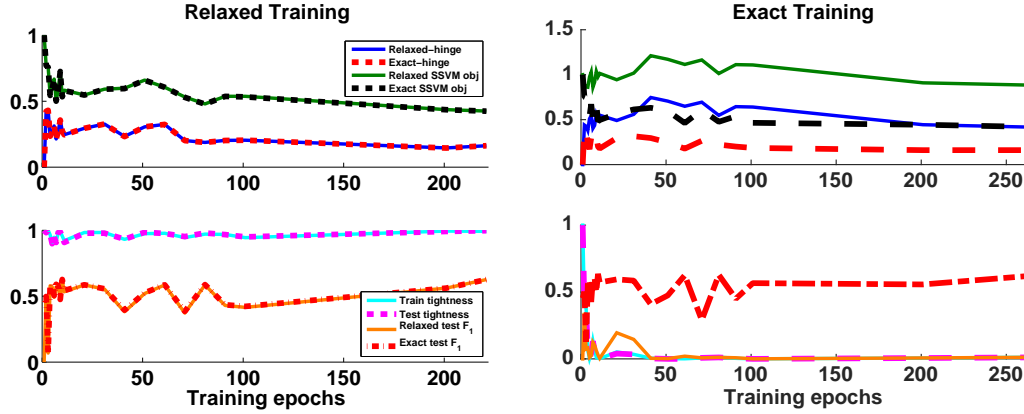 Relaxed Training
1
0.5
0
0
50
100
150
200
Relaxed−hinge
Exact−hinge
Relaxed SSVM obj
Exact SSVM obj
Exact Training
1.5
1
0.5
0
0
50
100
150
200
250
1
0.5
0
0
50
100
150
200
Train tightness
Test tightness
Relaxed test F1
Exact test F1
Training epochs
1
0.5
0
0
50
100
150
200
250
Training epochs